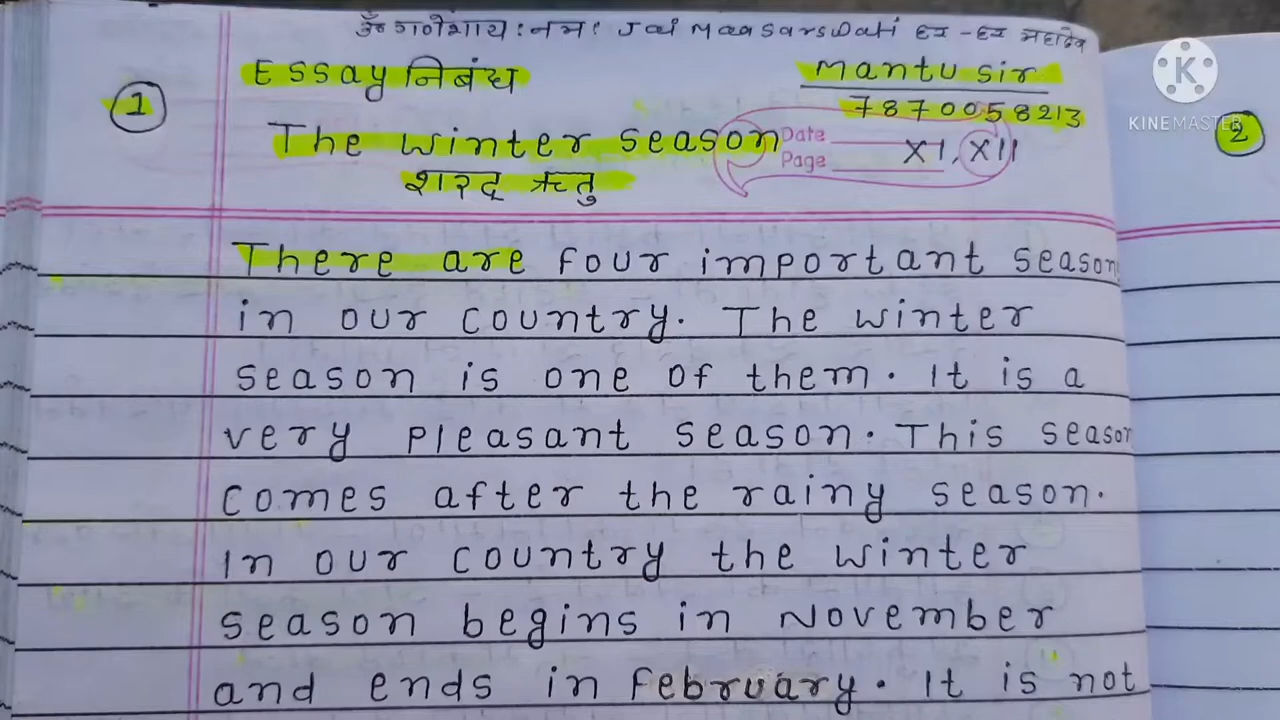 ॐ गणेशाय: नम: Jai Maa Sarswati हर-हर महादेव
Essay निबंध
Mantu Sir
1
7870058213
KINEMASTER
2
The winter season
Date
XI, XII
Page
शरद् ऋतु
There are four important season
in our country. The winter
season is one of them. It is a
very pleasant season. This season
comes after the rainy season.
In our country the winter
season begins in November
and ends in February. It is not